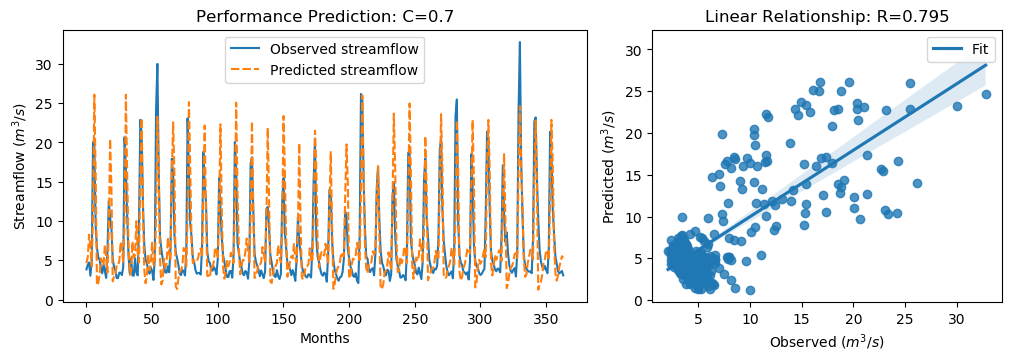 Performance Prediction: C=0.7
Observed streamflow
Predicted streamflow
Streamflow (m³/s)
30
25
20
15
10
5
0
0 50 100 150 200 250 300 350
Months
Linear Relationship: R=0.795
Fit
Predicted (m³/s)
30
25
20
15
10
5
0
5 10 15 20 25 30
Observed (m³/s)